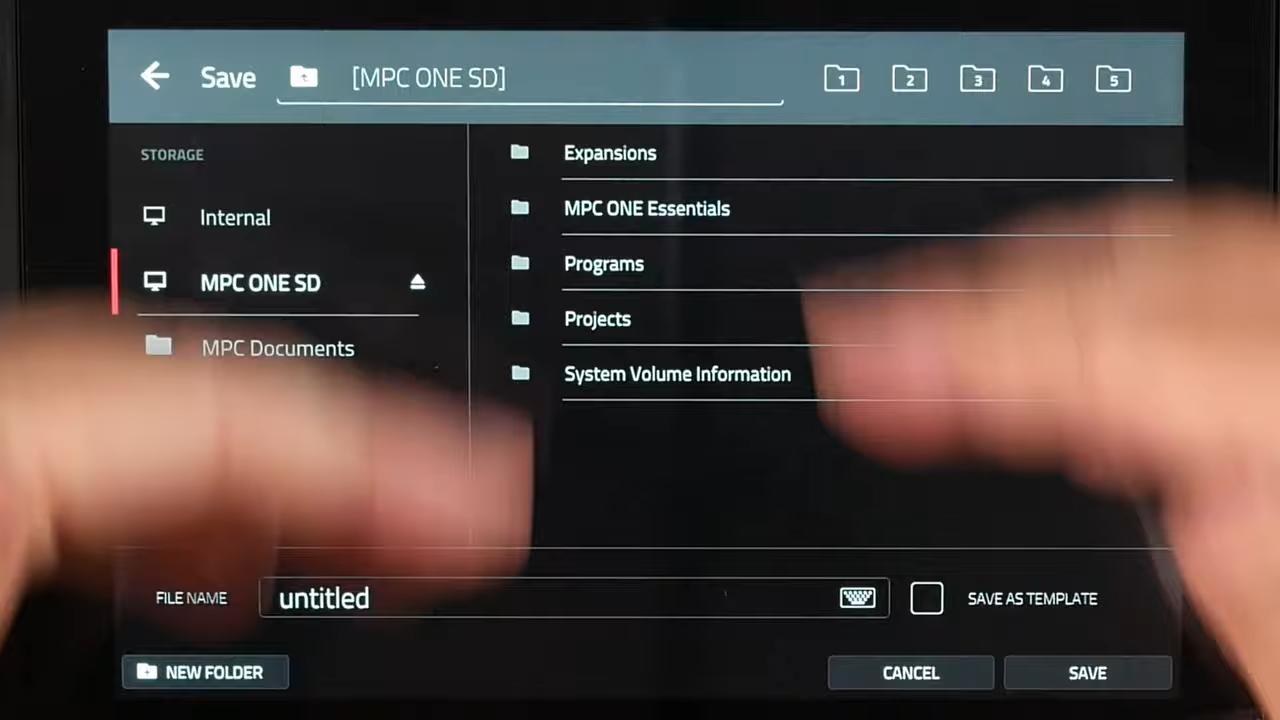 Save [MPC ONE SD] 1 2 3 4 5
STORAGE
Internal
MPC ONE SD
MPC Documents
Expansions
MPC ONE Essentials
Programs
Projects
System Volume Information
FILE NAME untitled SAVE AS TEMPLATE
NEW FOLDER CANCEL SAVE